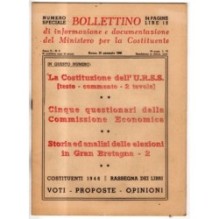 NUMERO
SPECIALE
BOLLETTINO
36 PAGINE
LIRE 15
di informazione e documentazione
del Ministero per la Costituente
IN QUESTO NUMERO:
La Costituzione dell' U.R.S.S.
(testo - commento - 2 tavole)
Cinque questionari della
Commissione Economica
Storia ed analisi delle elezioni
in Gran Bretagna - 2
COSTITUENTI 1946 | RASSEGNA DEI LIBRI
VOTI - PROPOSTE - OPINIONI